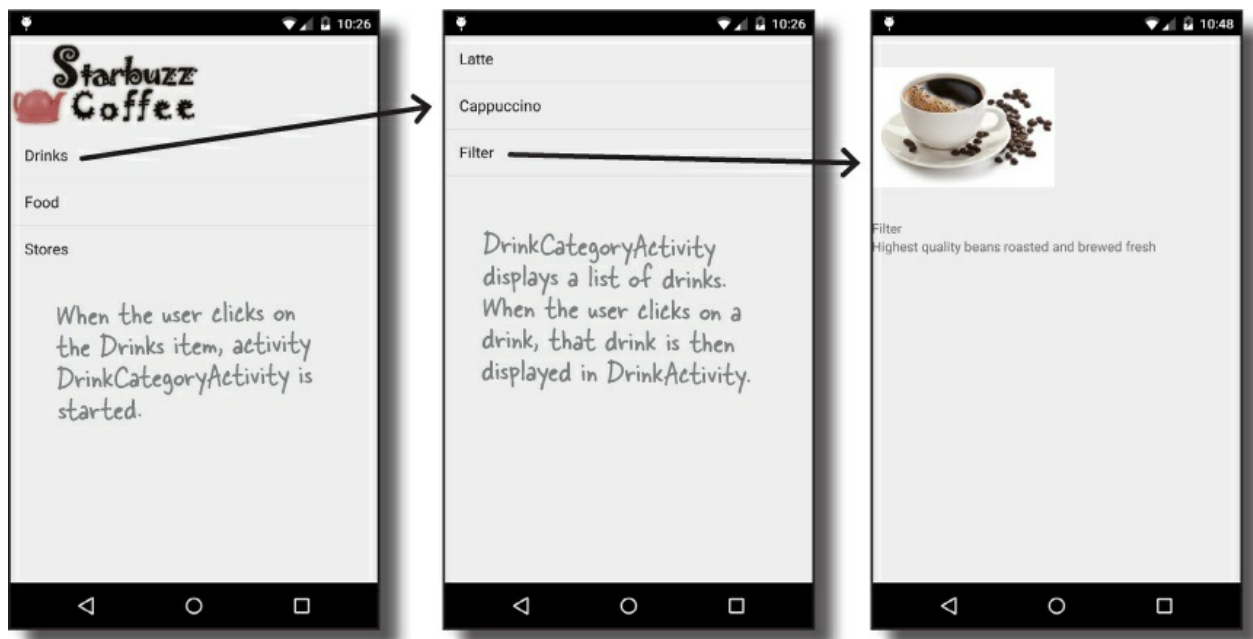 10:26
Starbuzz
Coffee
Drinks
Food
Stores
When the user clicks on
the Drinks item, activity
DrinkCategoryActivity is
started.
10:26
Latte
Cappuccino
Filter
DrinkCategoryActivity
displays a list of drinks.
When the user clicks on a
drink, that drink is then
displayed in DrinkActivity.
10:48
Filter
Highest quality beans roasted and brewed fresh